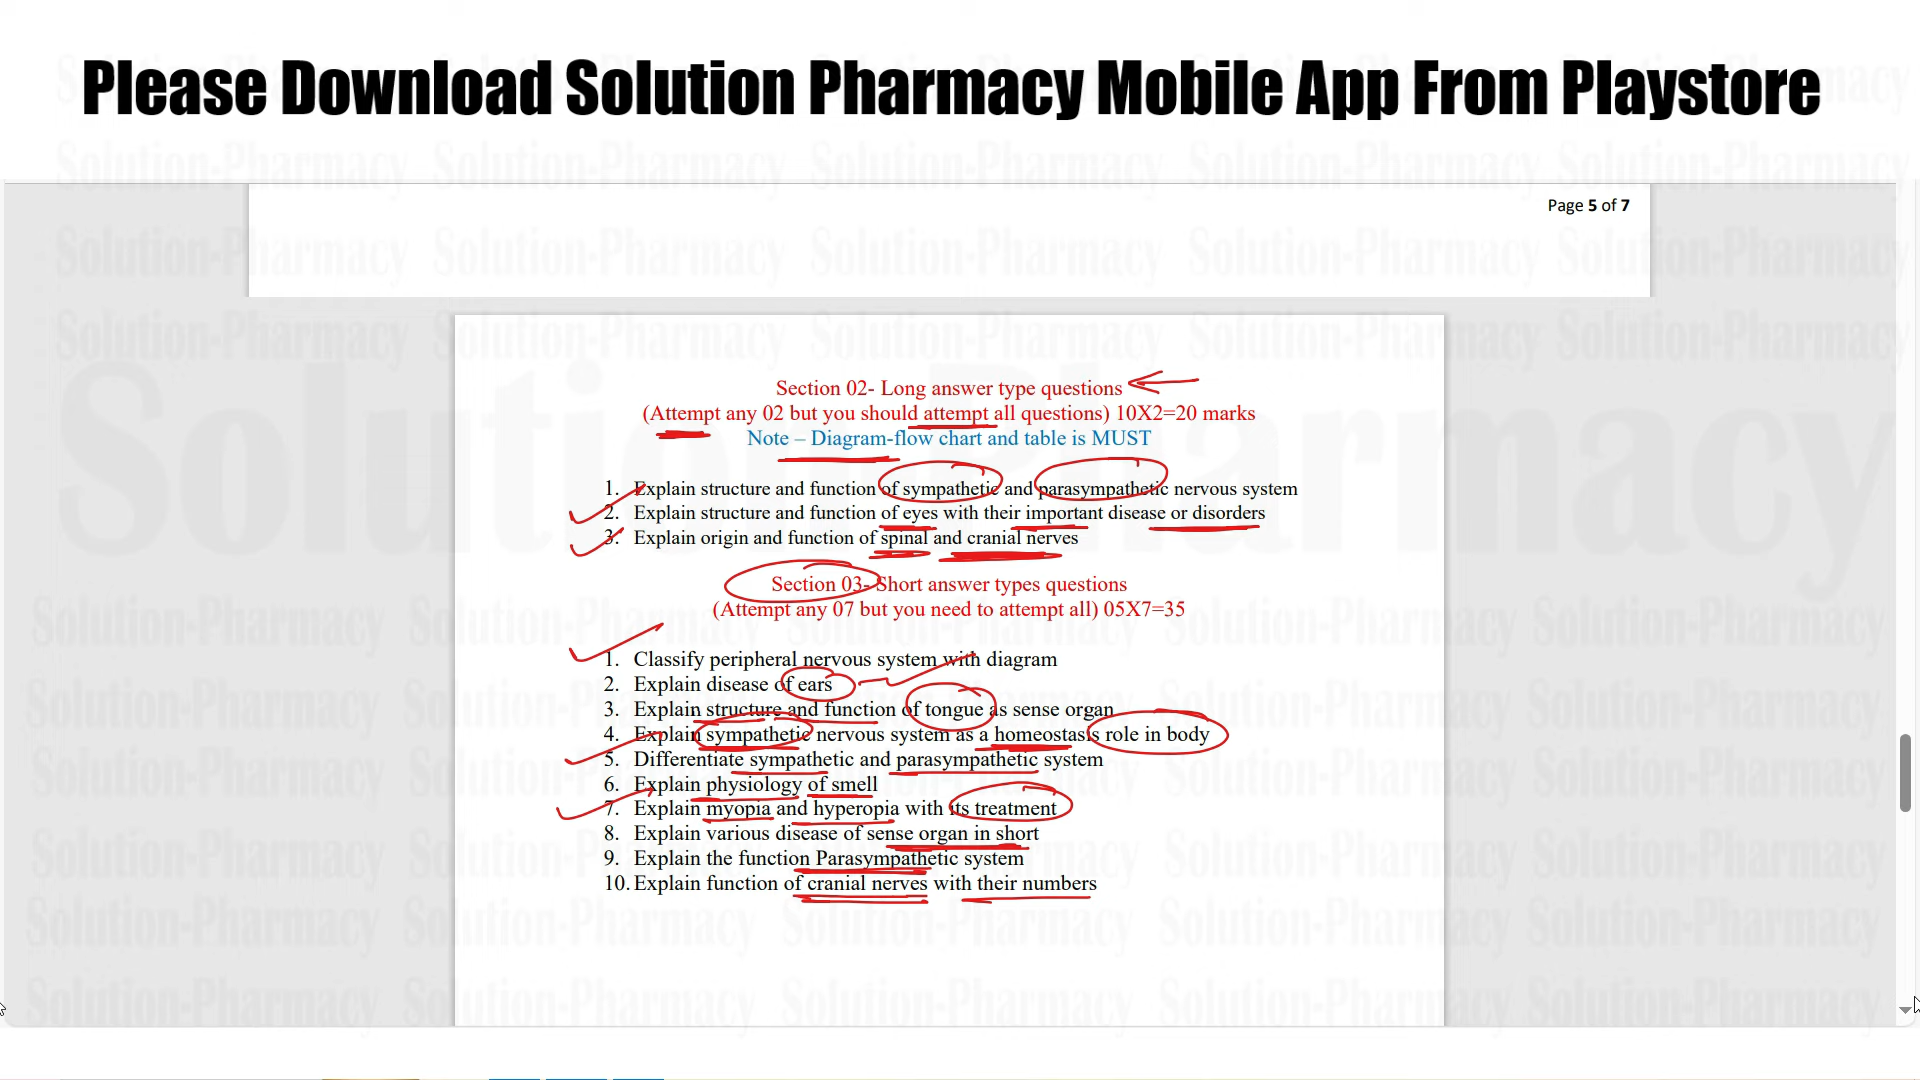 Please Download Solution Pharmacy Mobile App From Playstore
Page 5 of 7
Solution-Pharmacy
Section 02- Long answer type questions
(Attempt any 02 but you should attempt all questions) 10X2=20 marks
Note – Diagram-flow chart and table is MUST
1. Explain structure and function of sympathetic and parasympathetic nervous system
2. Explain structure and function of eyes with their important disease or disorders
3. Explain origin and function of spinal and cranial nerves
Section 03- Short answer types questions
(Attempt any 07 but you need to attempt all) 05X7=35
1. Classify peripheral nervous system with diagram
2. Explain disease of ears
3. Explain structure and function of tongue as sense organ
4. Explain sympathetic nervous system as a homeostasis role in body
5. Differentiate sympathetic and parasympathetic system
6. Explain physiology of smell
7. Explain myopia and hyperopia with its treatment
8. Explain various disease of sense organ in short
9. Explain the function Parasympathetic system
10. Explain function of cranial nerves with their numbers